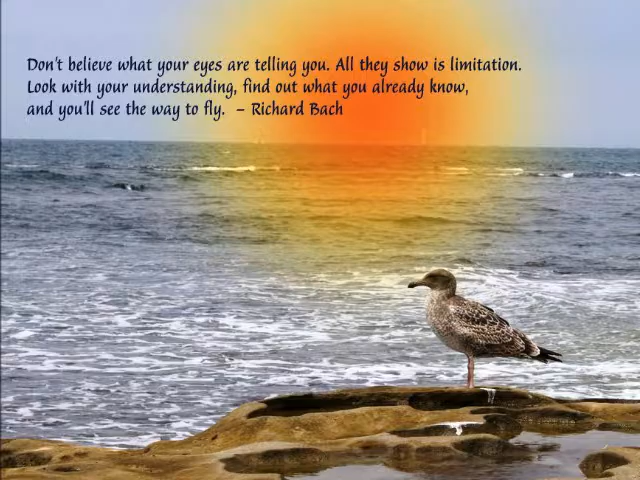 Don't believe what your eyes are telling you. All they show is limitation.
Look with your understanding, find out what you already know,
and you'll see the way to fly. – Richard Bach